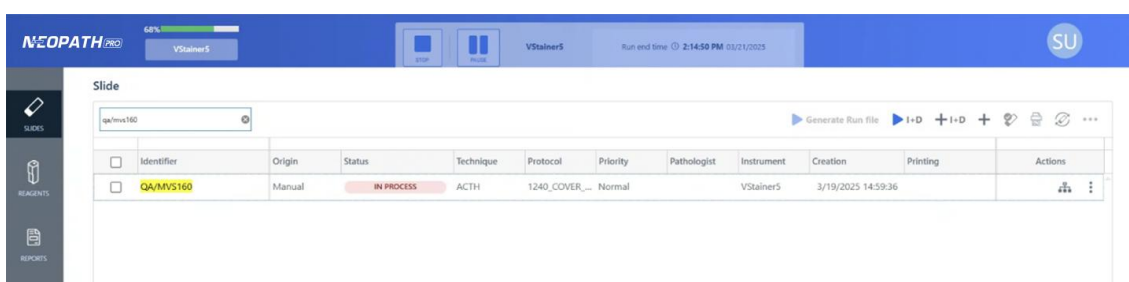 NEOPATH PRO
68%
VStainer5
STOP
PAUSE
VStainer5
Run end time 2:14:50 PM 03/21/2025
SU
SLIDES
REAGENTS
REPORTS
Slide
qa/mvs160
Generate Run file I+D I+D
Identifier Origin Status Technique Protocol Priority Pathologist Instrument Creation Printing Actions
QA/MVS160 Manual IN PROCESS ACTH 1240_COVER_... Normal VStainer5 3/19/2025 14:59:36